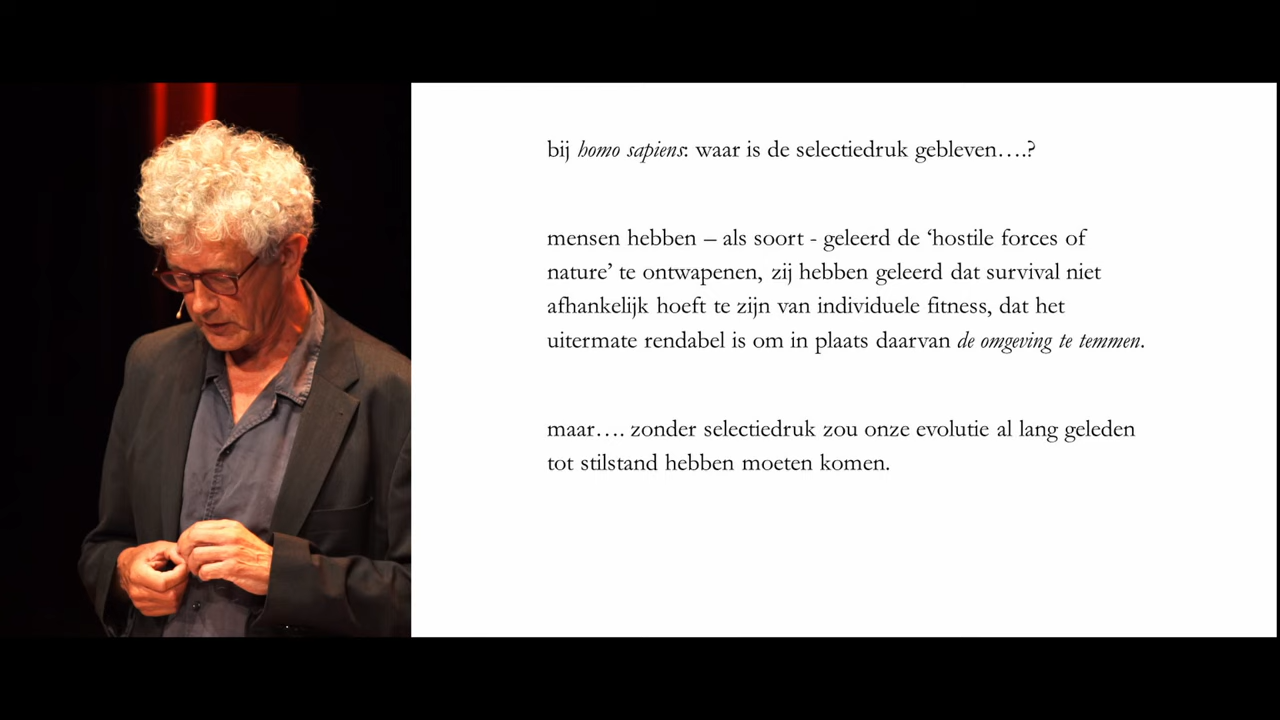 bij homo sapiens: waar is de selectiedruk gebleven….?
mensen hebben – als soort - geleerd de ‘hostile forces of
nature’ te ontwapenen, zij hebben geleerd dat survival niet
afhankelijk hoeft te zijn van individuele fitness, dat het
uitermate rendabel is om in plaats daarvan de omgeving te temmen.
maar…. zonder selectiedruk zou onze evolutie al lang geleden
tot stilstand hebben moeten komen.